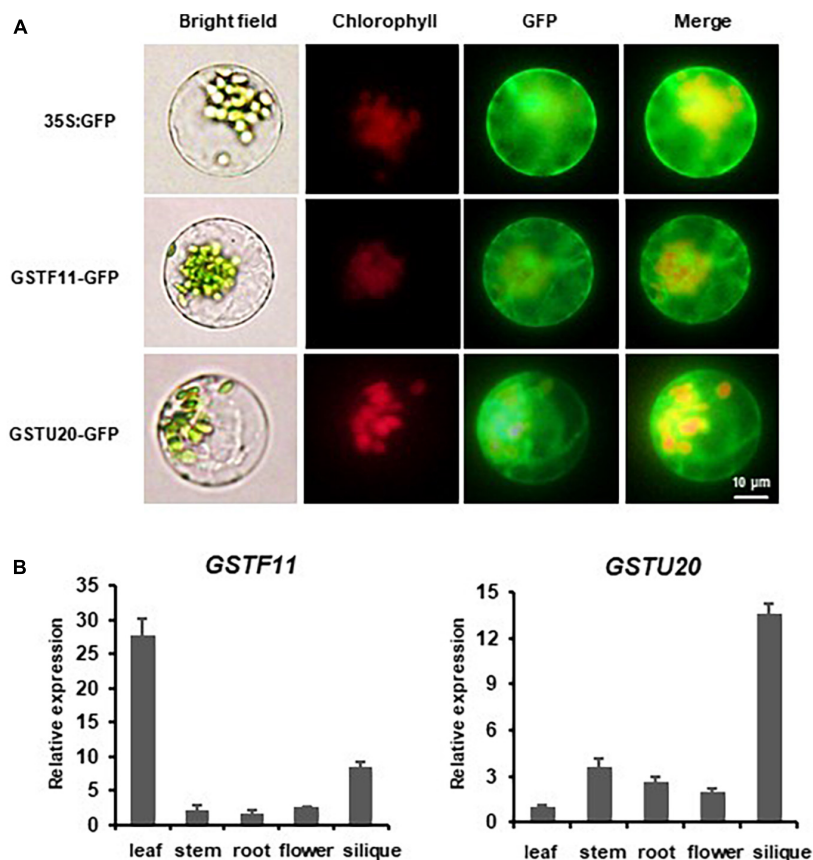 A
Bright field Chlorophyll GFP Merge
35S:GFP
GSTF11-GFP
GSTU20-GFP
10 µm
B
GSTF11
GSTU20
Relative expression
35
30
25
20
15
10
5
0
leaf stem root flower silique
Relative expression
15
12
9
6
3
0
leaf stem root flower silique